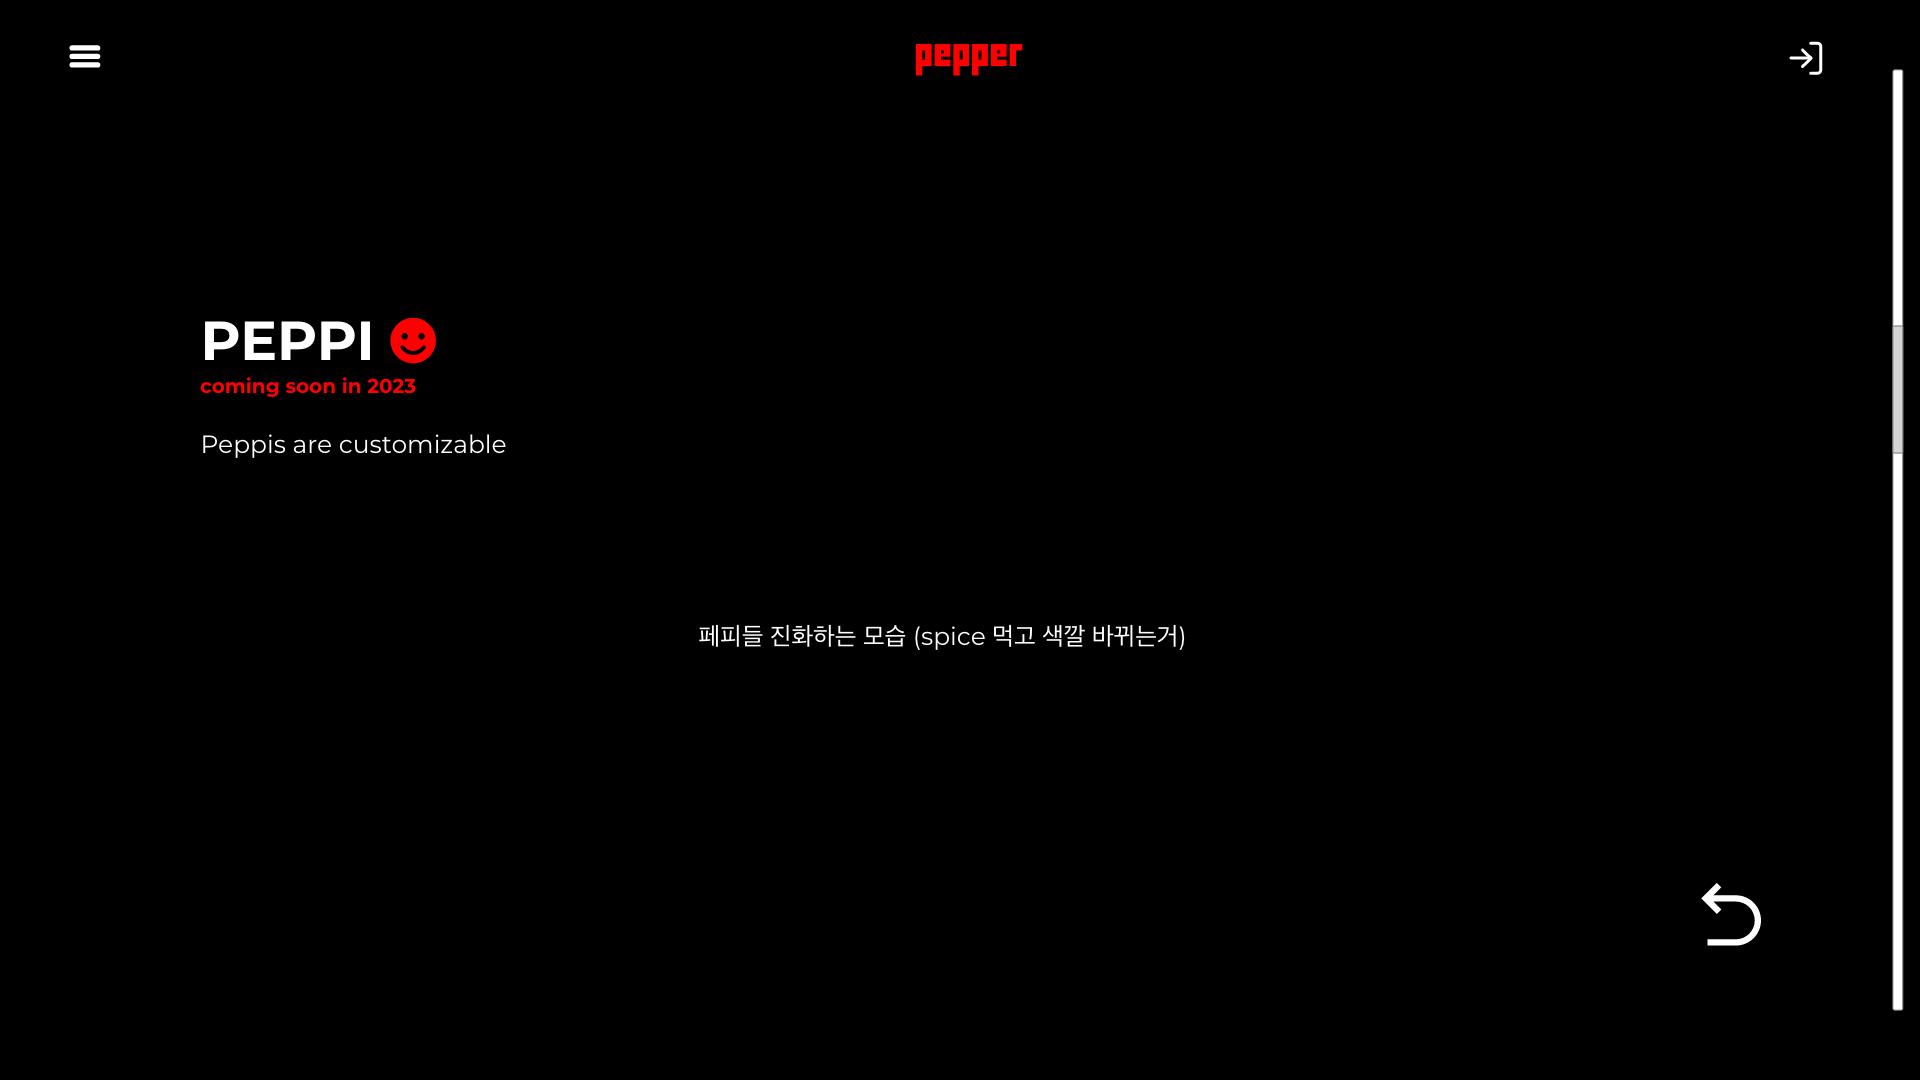 pepper
PEPPI
coming soon in 2023
Peppis are customizable
페피들 진화하는 모습 (spice 먹고 색깔 바뀌는거)